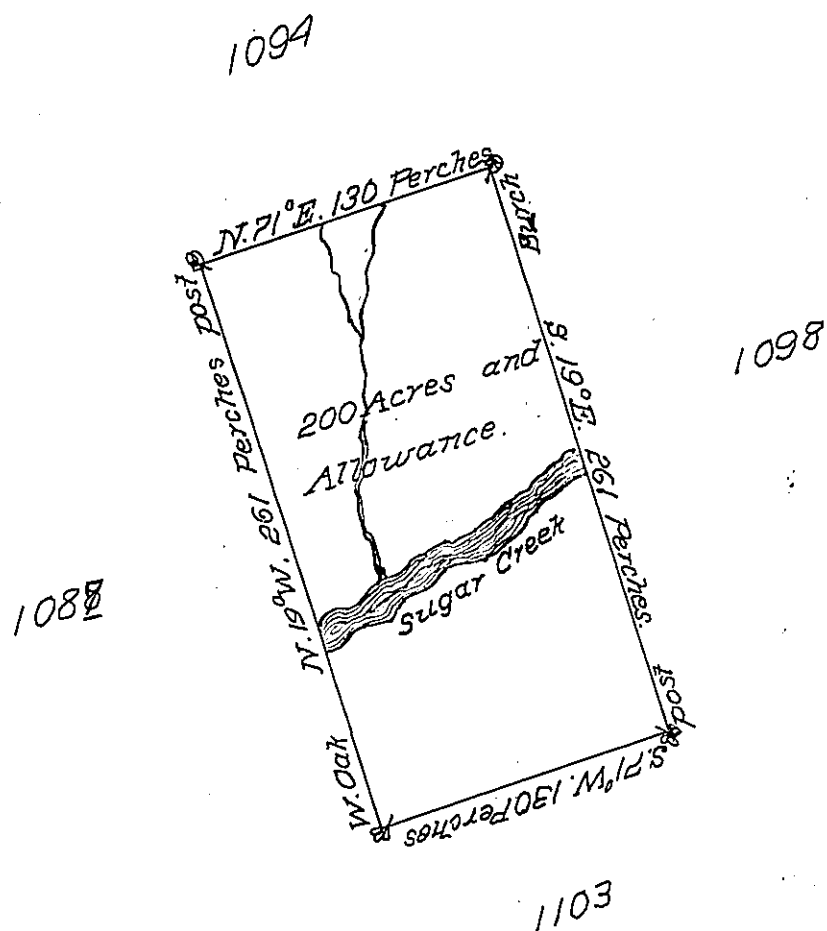 1094
N.71°E. 130 Perches
Birch
post
1098
200 Acres and
Allowance.
S. 19°E. 261 Perches.
N.19°W. 261 Perches
Sugar Creek
post
W.Oak
S.71°W. 130 Perches
1103